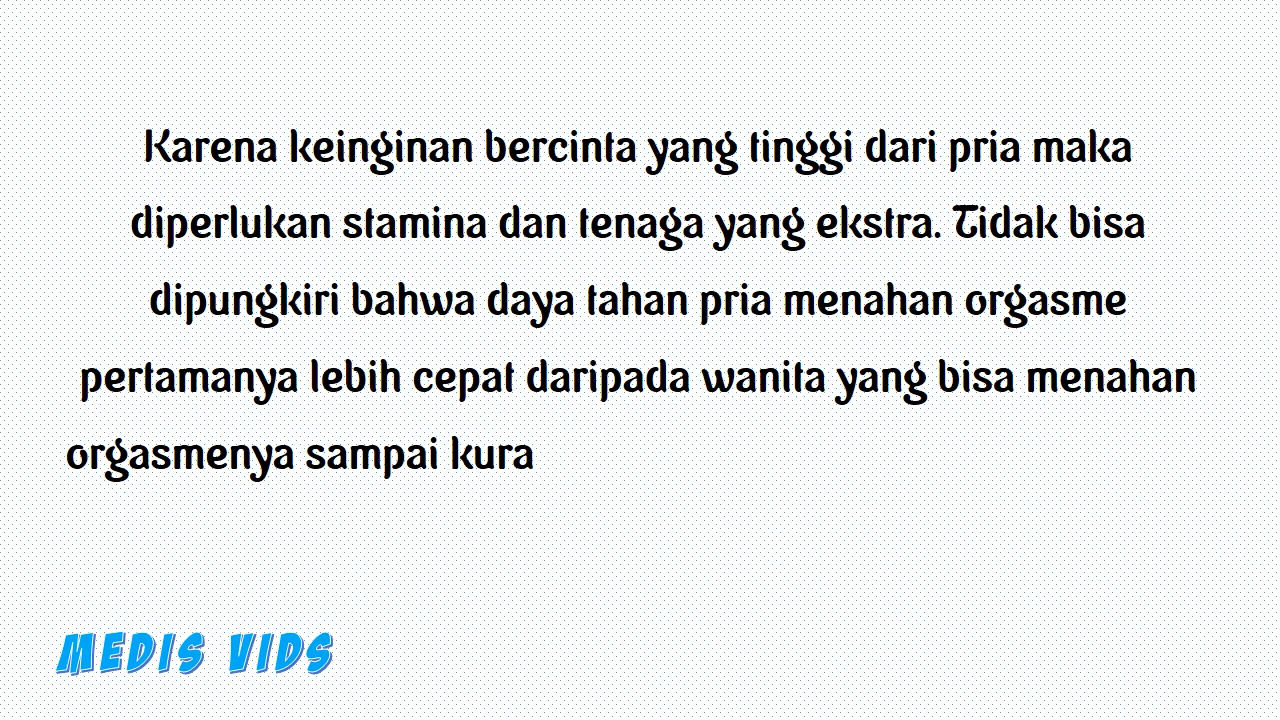 Karena keinginan bercinta yang tinggi dari pria maka
diperlukan stamina dan tenaga yang ekstra. Tidak bisa
dipungkiri bahwa daya tahan pria menahan orgasme
pertamanya lebih cepat daripada wanita yang bisa menahan
orgasmenya sampai kura
MEDIS VIDS